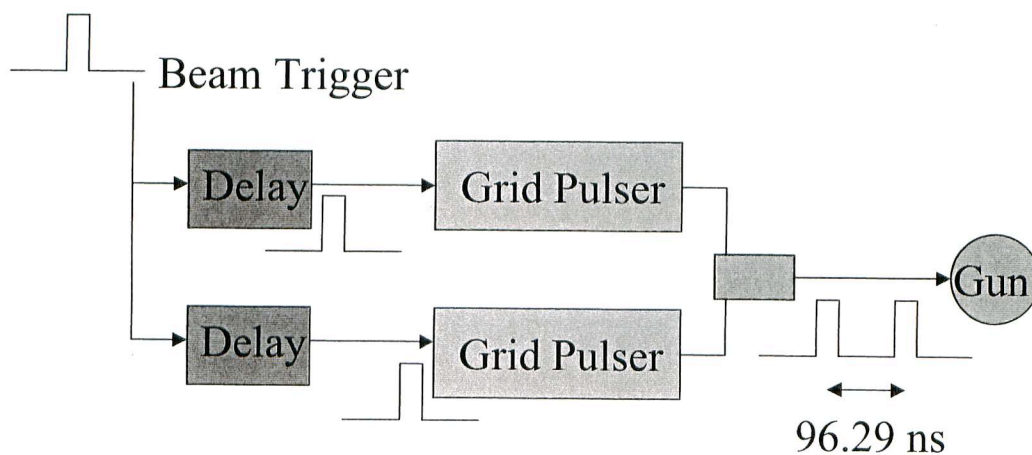 Beam Trigger
Delay
Grid Pulser
Gun
Delay
Grid Pulser
96.29 ns